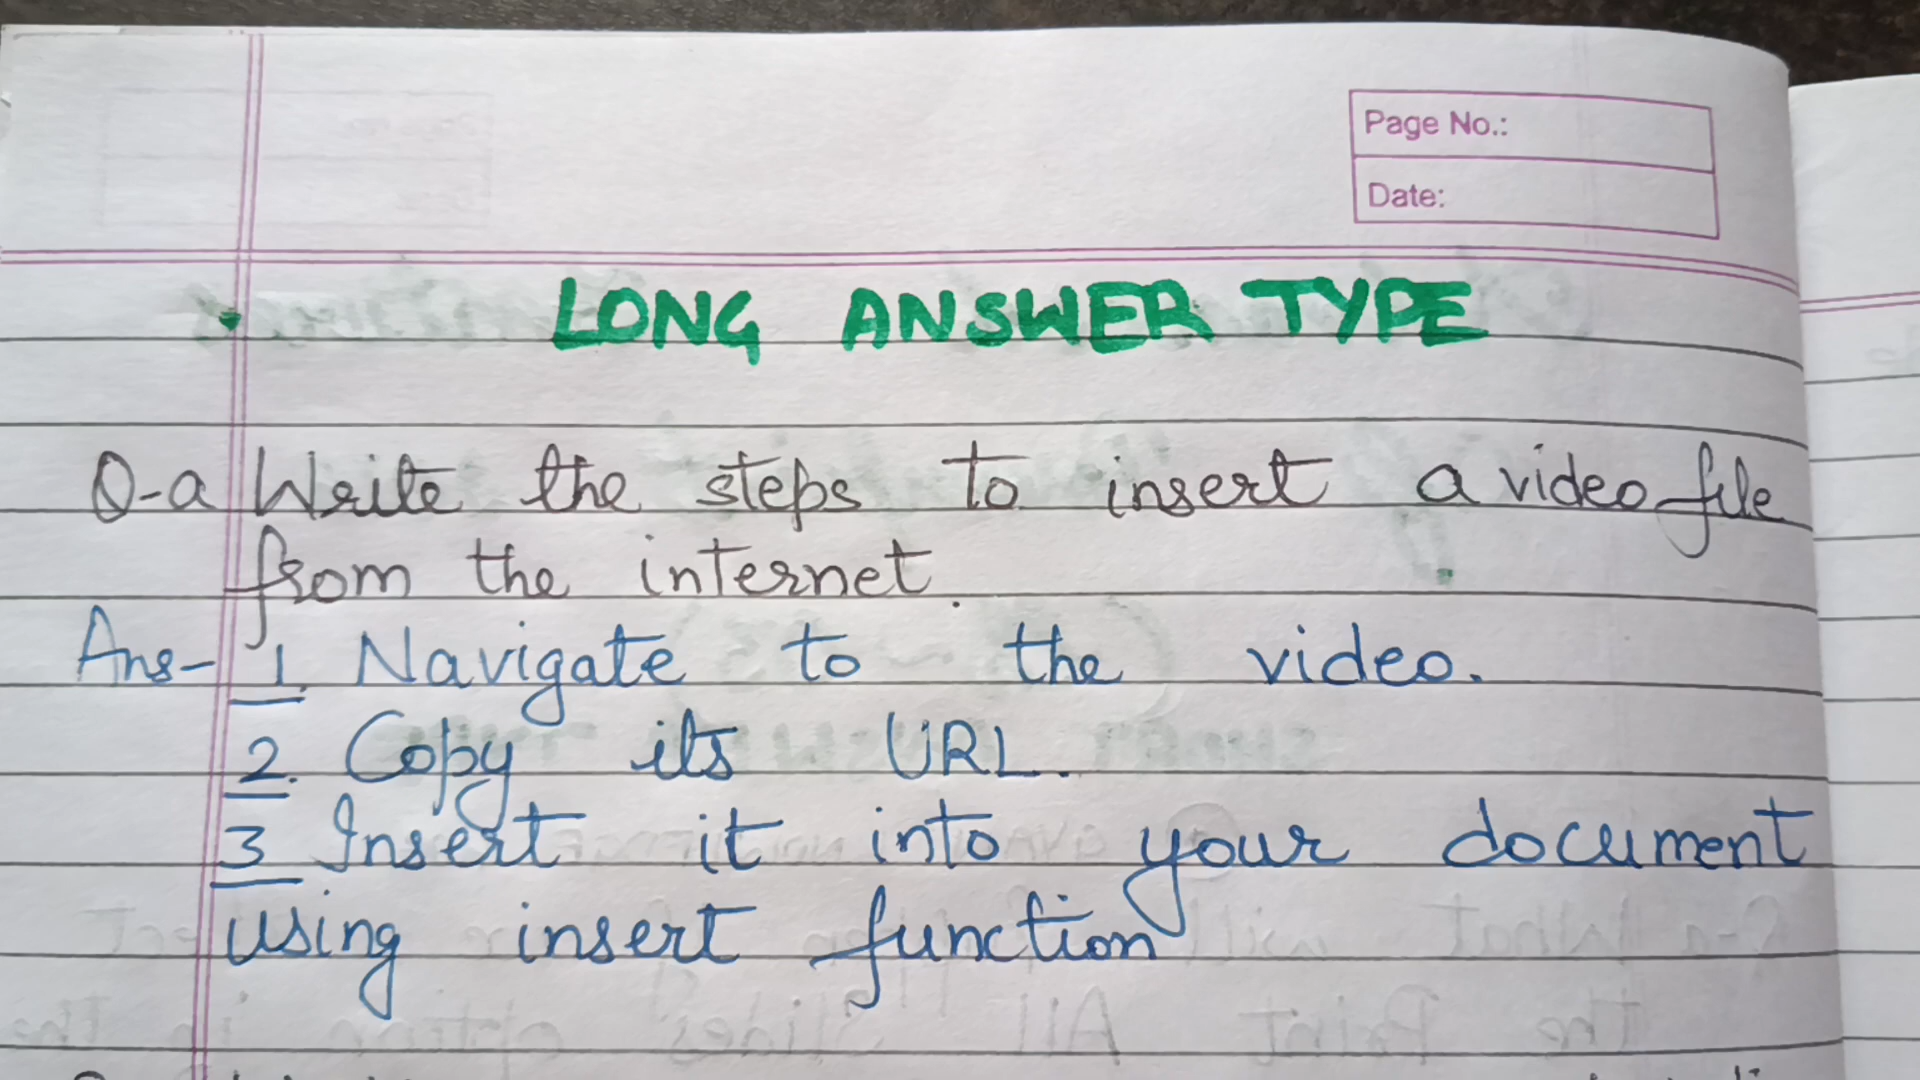 Page No.:
Date:
LONG ANSWER TYPE
Q-a Write the steps to insert a video file
from the internet.
Ans- 1. Navigate to the video.
2. Copy its URL.
3 Insert it into your document
using insert function